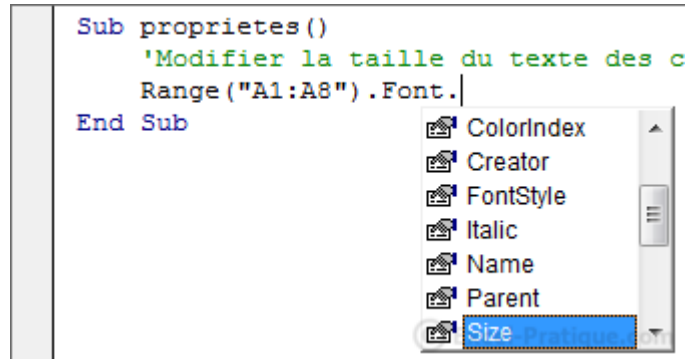 Sub proprietes()
'Modifier la taille du texte des c
Range("A1:A8").Font.
End Sub
ColorIndex
Creator
FontStyle
Italic
Name
Parent
Size